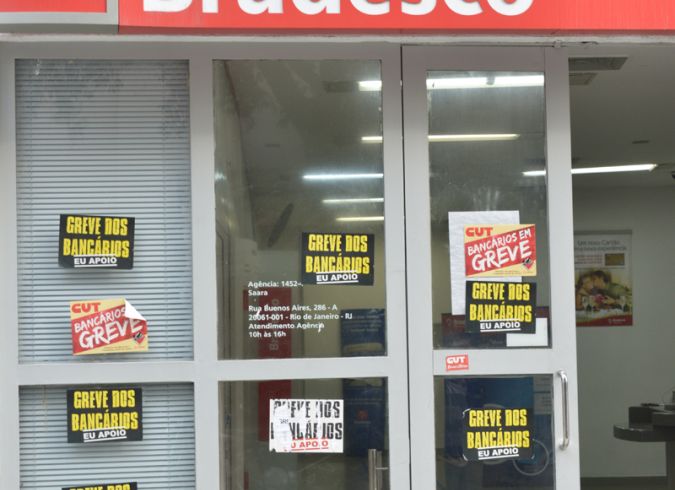 Bradesco
GREVE DOS
BANCÁRIOS
EU APOIO
GREVE DOS
BANCÁRIOS
EU APOIO
CUT
BANCÁRIOS EM
GREVE
GREVE DOS
BANCÁRIOS
EU APOIO
Agência: 1452-
Saara
Rua Buenos Aires, 286 - A
20061-001 - Rio de Janeiro - RJ
Atendimento Agência
10h às 16h
CUT
BANCÁRIOS
GREVE
CUT
GREVE DOS
BANCÁRIOS
EU APOIO
EU APOIO
GREVE DOS
BANCÁRIOS
EU APOIO
GREVE DOS